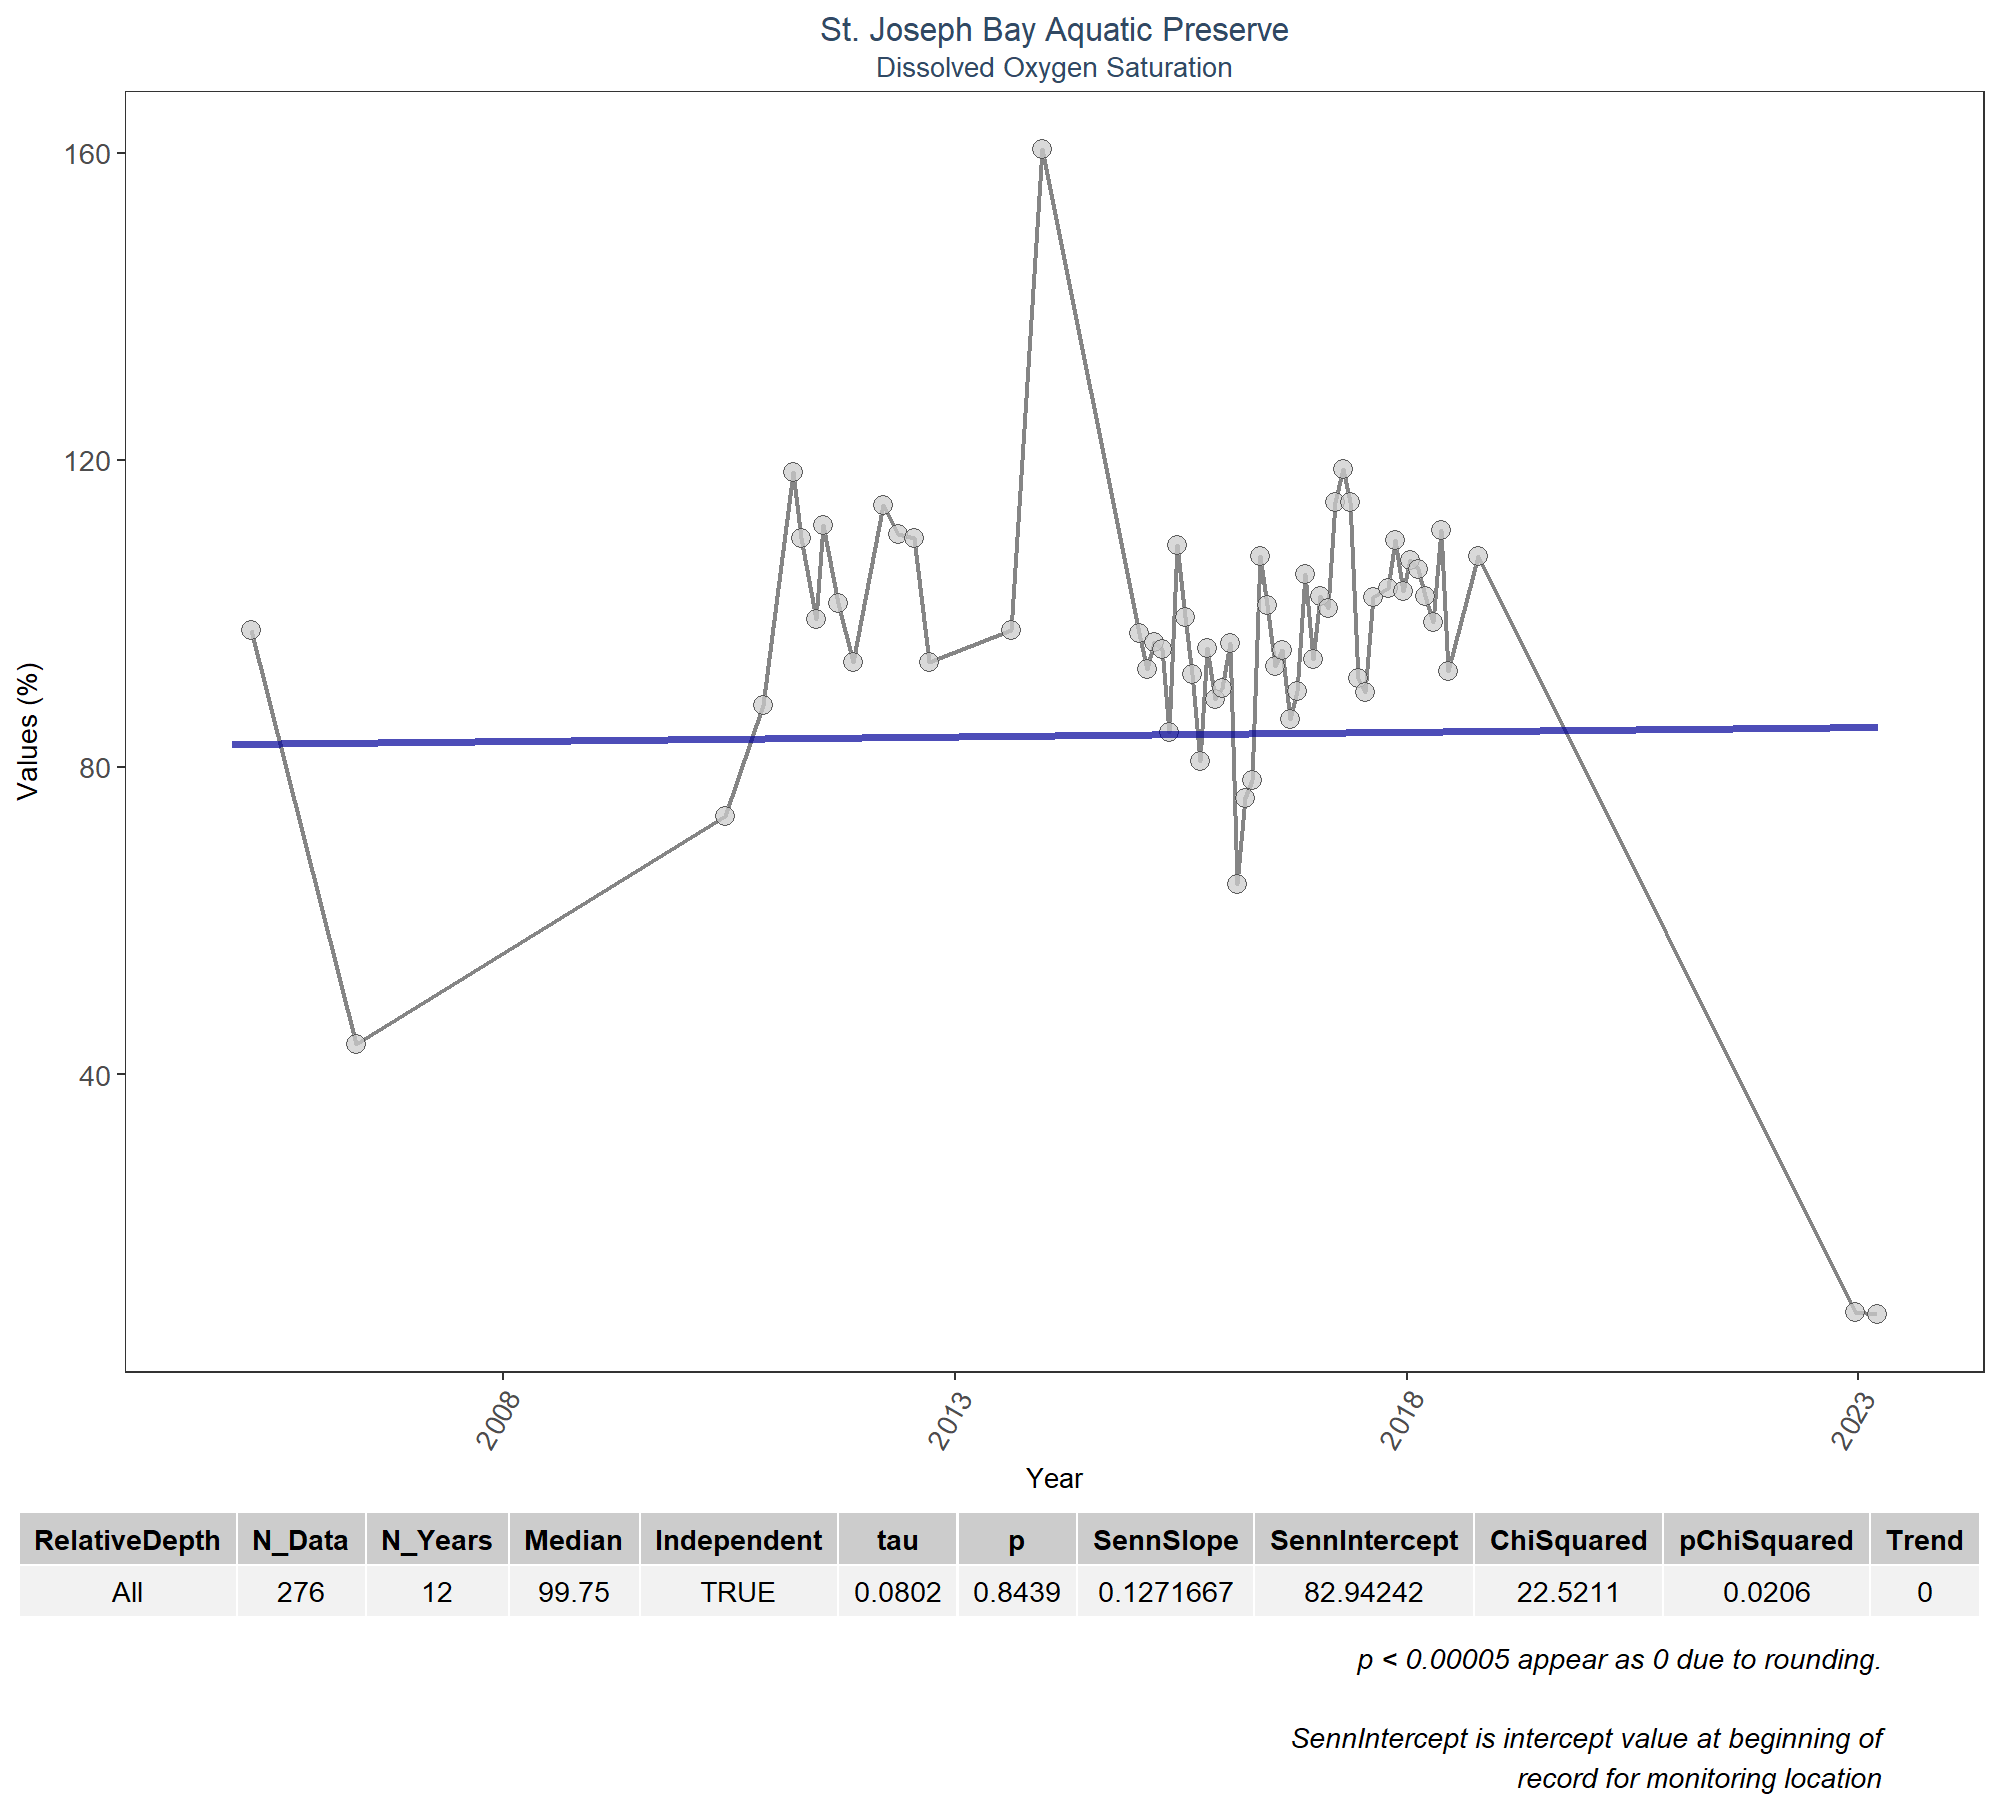 St. Joseph Bay Aquatic Preserve
Dissolved Oxygen Saturation
160
120
80
40
Values (%)
2008 2013 2018 2023
Year
RelativeDepth N_Data N_Years Median Independent tau p SennSlope SennIntercept ChiSquared pChiSquared Trend
All 276 12 99.75 TRUE 0.0802 0.8439 0.1271667 82.94242 22.5211 0.0206 0
p < 0.00005 appear as 0 due to rounding.
SennIntercept is intercept value at beginning of
record for monitoring location